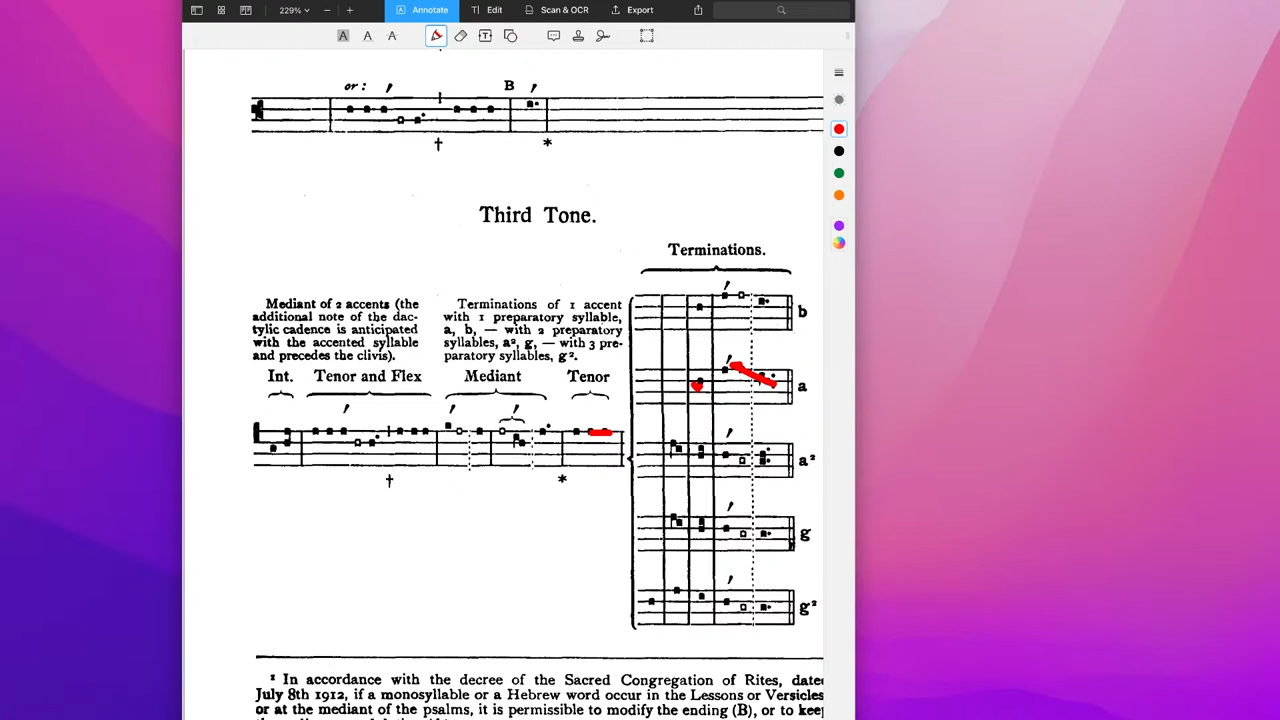 229%
Annotate
Edit
Scan & OCR
Export
A
A
A
T
or :
B
†
*
Third Tone.
Terminations.
Mediant of 2 accents (the
additional note of the dac-
tylic cadence is anticipated
with the accented syllable
and precedes the clivis).
Terminations of 1 accent
with 1 preparatory syllable,
a, b, — with 2 preparatory
syllables, a², g, — with 3 pre-
paratory syllables, g².
Int.
Tenor and Flex
Mediant
Tenor
†
*
b
a
a²
g
g²
¹ In accordance with the decree of the Sacred Congregation of Rites, dated
July 8th 1912, if a monosyllable or a Hebrew word occur in the Lessons or Versicles
or at the mediant of the psalms, it is permissible to modify the ending (B), or to keep